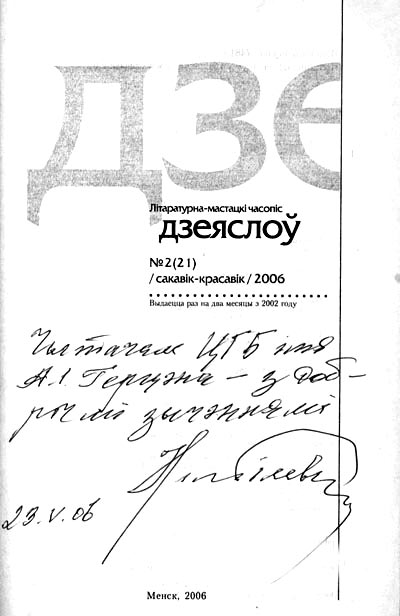 дзе
Літаратурна-мастацкі часопіс
дзеяслоў
№2(21)
/сакавік-красавік/2006
Выдаецца раз на два месяцы з 2002 году
Чытачам ЦГБ імя
А.І. Герцэна – з доб-
рымі зычэннямі
23.V.06
Менск, 2006